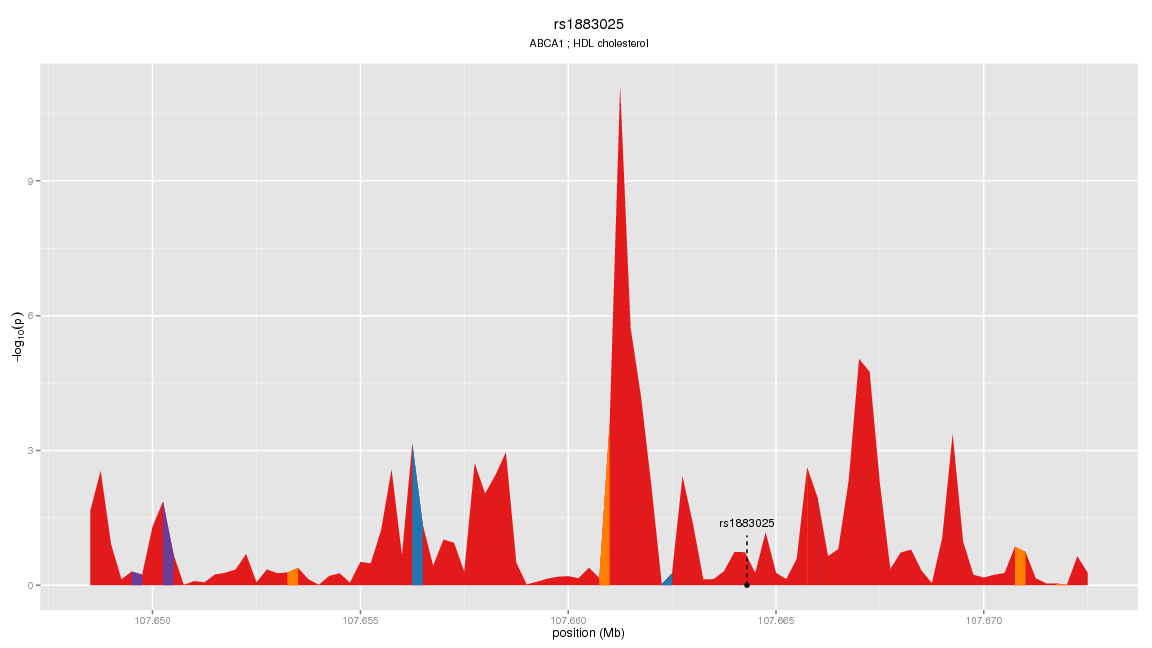 rs1883025
ABCA1 ; HDL cholesterol
−log10(p)
9
6
3
0
rs1883025
107.650 107.655 107.660 107.665 107.670
position (Mb)